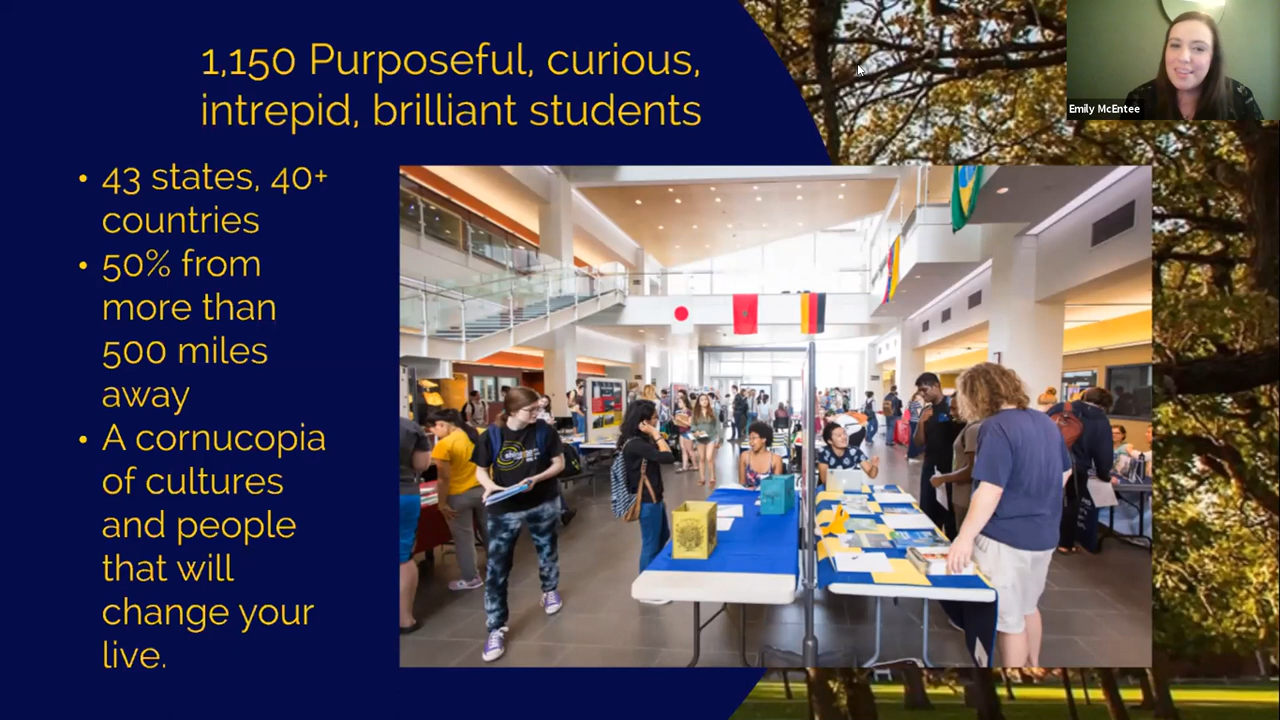 1,150 Purposeful, curious,
intrepid, brilliant students
Emily McEntee
• 43 states, 40+
countries
• 50% from
more than
500 miles
away
• A cornucopia
of cultures
and people
that will
change your
live.